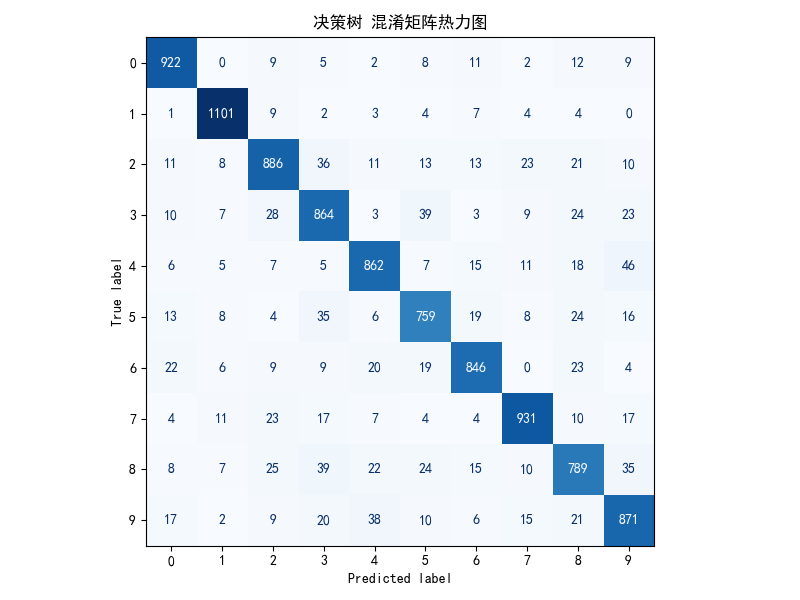 决策树 混淆矩阵热力图
0 922 0 9 5 2 8 11 2 12 9
1 1 1101 9 2 3 4 7 4 4 0
2 11 8 886 36 11 13 13 23 21 10
3 10 7 28 864 3 39 3 9 24 23
4 6 5 7 5 862 7 15 11 18 46
5 13 8 4 35 6 759 19 8 24 16
6 22 6 9 9 20 19 846 0 23 4
7 4 11 23 17 7 4 4 931 10 17
8 8 7 25 39 22 24 15 10 789 35
9 17 2 9 20 38 10 6 15 21 871
True label
0 1 2 3 4 5 6 7 8 9
Predicted label